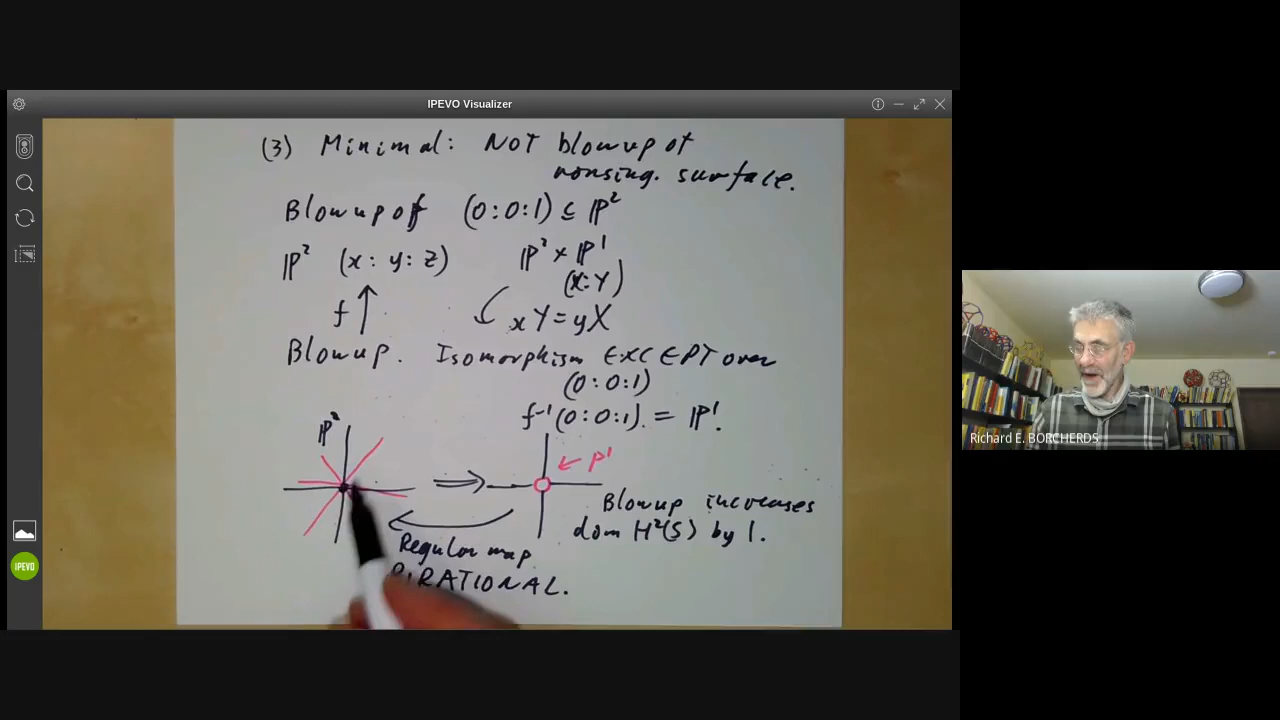 IPEVO Visualizer
(3) Minimal: NOT blowup of
nonsing. surface.
Blowup of (0:0:1) ⊆ ℙ²
ℙ² (x: y: z) ℙ² × ℙ¹
(X:Y)
f xY = yX
Blowup. Isomorphism EXCEPT over
(0:0:1)
f⁻¹(0:0:1). = ℙ¹.
ℙ²
P¹
Blowup increases
dom H²(S) by 1.
Regular map
BIRATIONAL.
IPEVO
Richard E. BORCHERDS